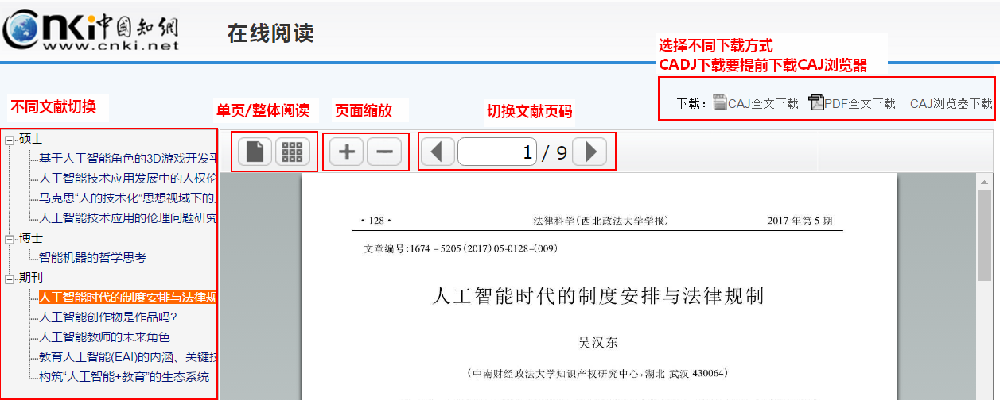 cnki中国知網
www.cnki.net
在线阅读
选择不同下载方式
CADJ下载要提前下载CAJ浏览器
下载：CAJ全文下载 PDF全文下载 CAJ浏览器下载
不同文献切换
单页/整体阅读
页面缩放
切换文献页码
1 / 9
硕士
基于人工智能角色的3D游戏开发平
人工智能技术应用发展中的人权伦
马克思“人的技术化”思想视域下的人
人工智能技术应用的伦理问题研究
博士
智能机器的哲学思考
期刊
人工智能时代的制度安排与法律规
人工智能创作物是作品吗?
人工智能教师的未来角色
教育人工智能(EAI)的内涵、关键技
构筑“人工智能+教育”的生态系统
· 128 · 法律科学(西北政法大学学报) 2017 年第 5 期
文章编号:1674－5205(2017)05-0128-(009)
人工智能时代的制度安排与法律规制
吴汉东
(中南财经政法大学知识产权研究中心,湖北 武汉 430064)